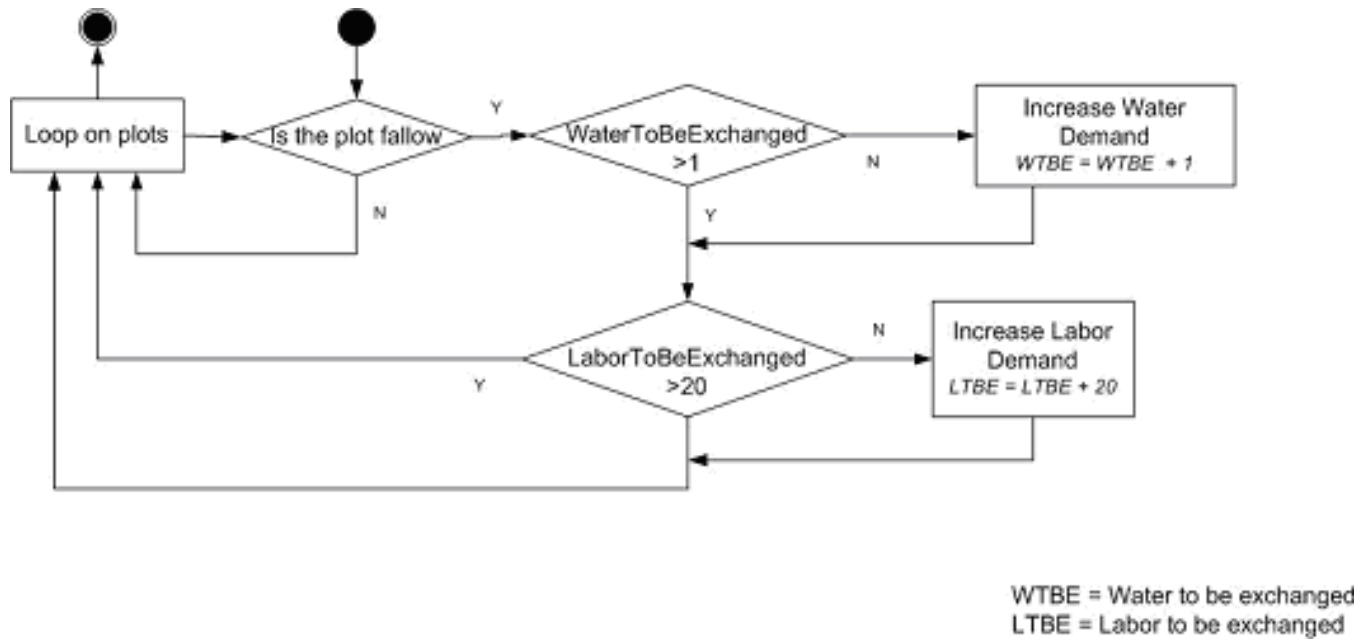 Loop on plots
Is the plot fallow
Y
N
WaterToBeExchanged
>1
N
Y
Increase Water
Demand
WTBE = WTBE + 1
LaborToBeExchanged
>20
Y
N
Increase Labor
Demand
LTBE = LTBE + 20
WTBE = Water to be exchanged
LTBE = Labor to be exchanged